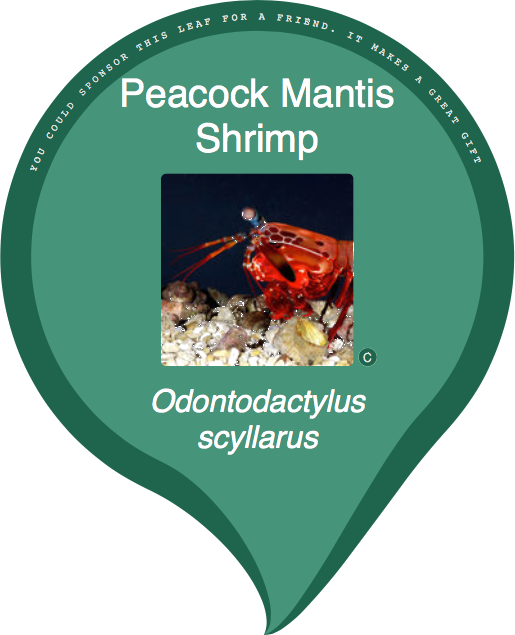 YOU COULD SPONSOR THIS LEAF FOR A FRIEND. IT MAKES A GREAT GIFT
Peacock Mantis
Shrimp
C
Odontodactylus
scyllarus